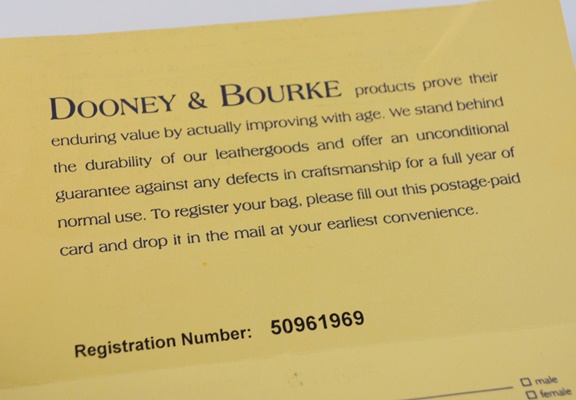 DOONEY & BOURKE products prove their
enduring value by actually improving with age. We stand behind
the durability of our leathergoods and offer an unconditional
guarantee against any defects in craftsmanship for a full year of
normal use. To register your bag, please fill out this postage-paid
card and drop it in the mail at your earliest convenience.
Registration Number: 50961969
male
female